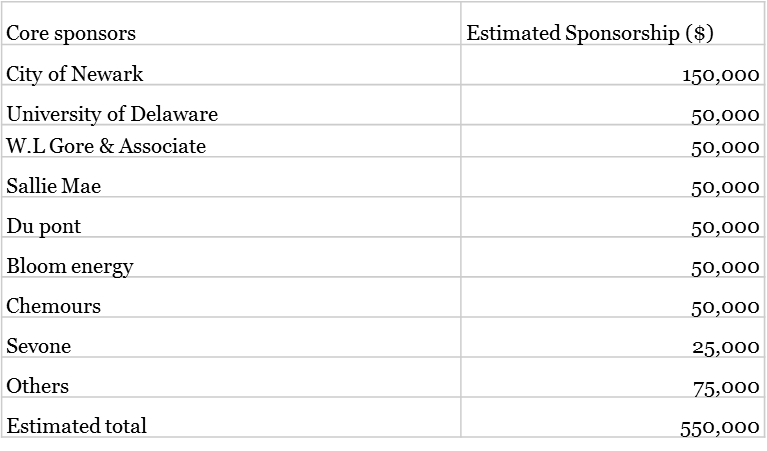 Core sponsors Estimated Sponsorship ($)
City of Newark 150,000
University of Delaware 50,000
W.L Gore & Associate 50,000
Sallie Mae 50,000
Du pont 50,000
Bloom energy 50,000
Chemours 50,000
Sevone 25,000
Others 75,000
Estimated total 550,000